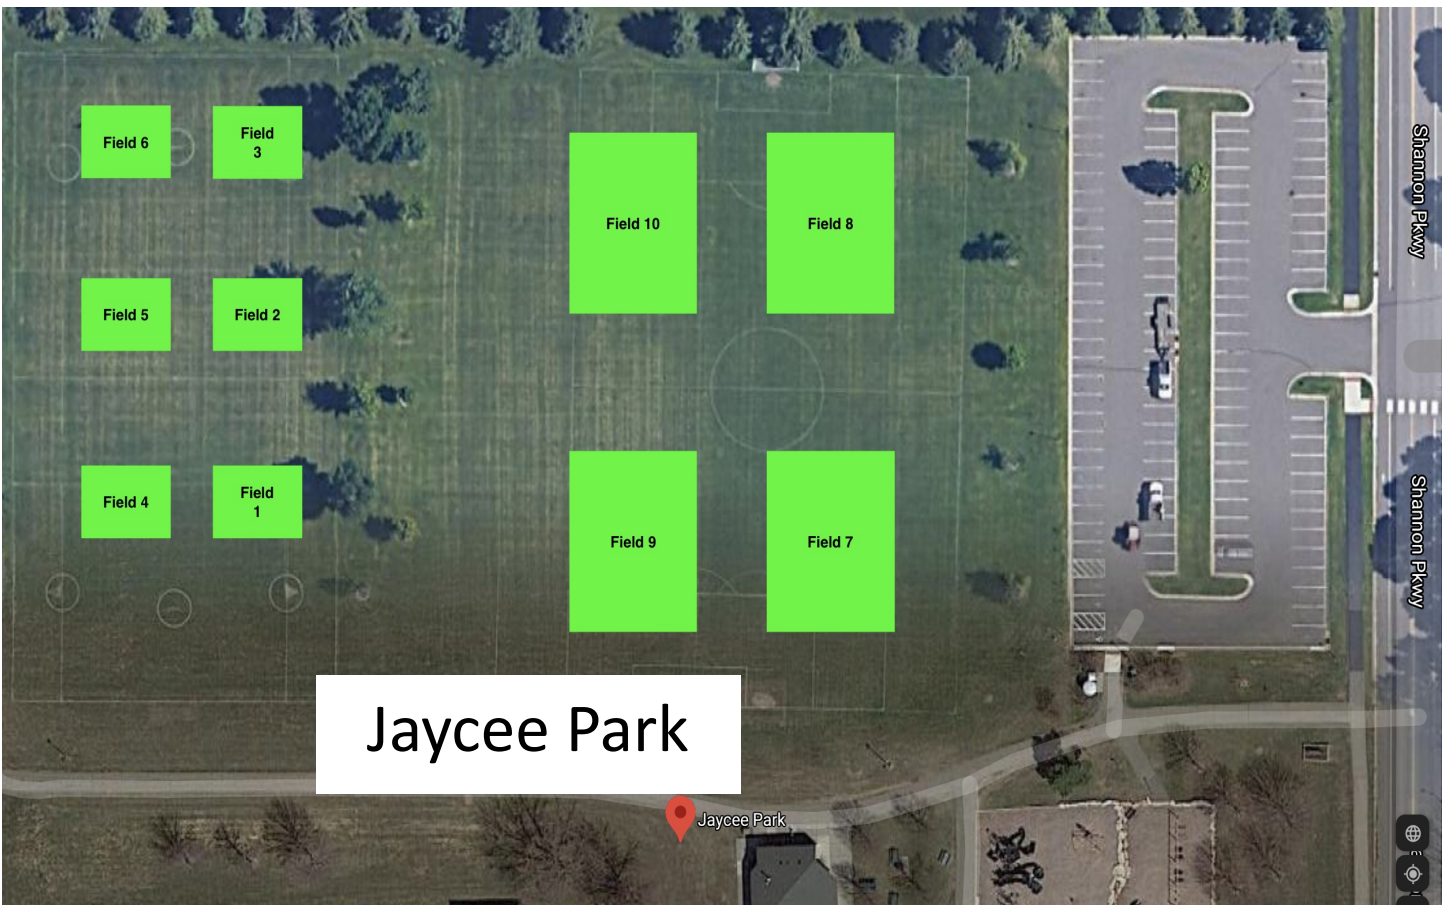 Field 6
Field
3
Field 10
Field 8
Shannon Pkwy
Field 5
Field 2
Field 4
Field
1
Field 9
Field 7
Shannon Pkwy
Jaycee Park
Jaycee Park